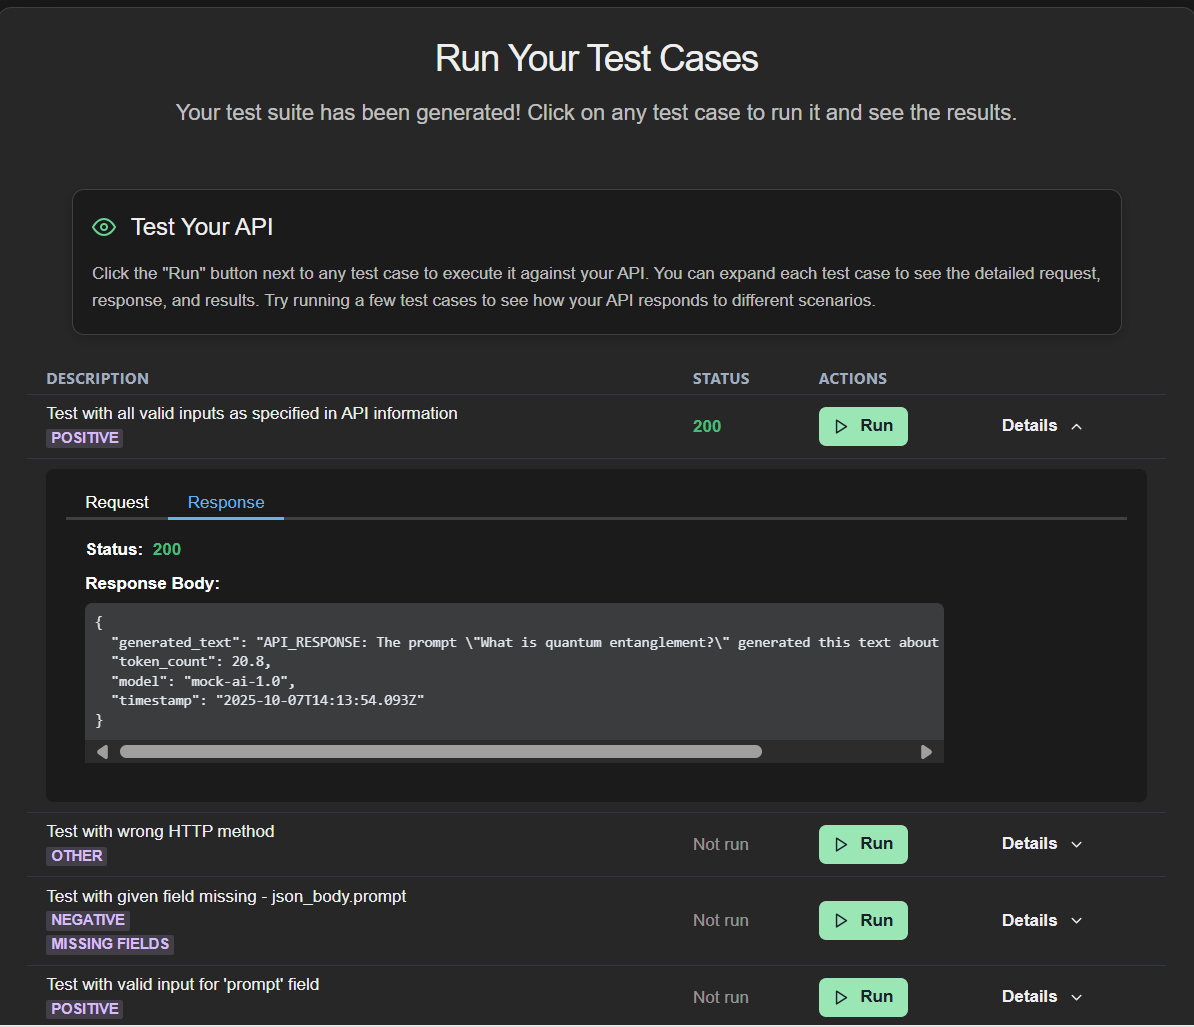 Run Your Test Cases
Your test suite has been generated! Click on any test case to run it and see the results.
Test Your API
Click the "Run" button next to any test case to execute it against your API. You can expand each test case to see the detailed request,
response, and results. Try running a few test cases to see how your API responds to different scenarios.
DESCRIPTION STATUS ACTIONS
Test with all valid inputs as specified in API information
POSITIVE
200 Run Details
Request Response
Status: 200
Response Body:
{
"generated_text": "API_RESPONSE: The prompt \"What is quantum entanglement?\" generated this text about
"token_count": 20.8,
"model": "mock-ai-1.0",
"timestamp": "2025-10-07T14:13:54.093Z"
}
Test with wrong HTTP method
OTHER
Not run Run Details
Test with given field missing - json_body.prompt
NEGATIVE
MISSING FIELDS
Not run Run Details
Test with valid input for 'prompt' field
POSITIVE
Not run Run Details